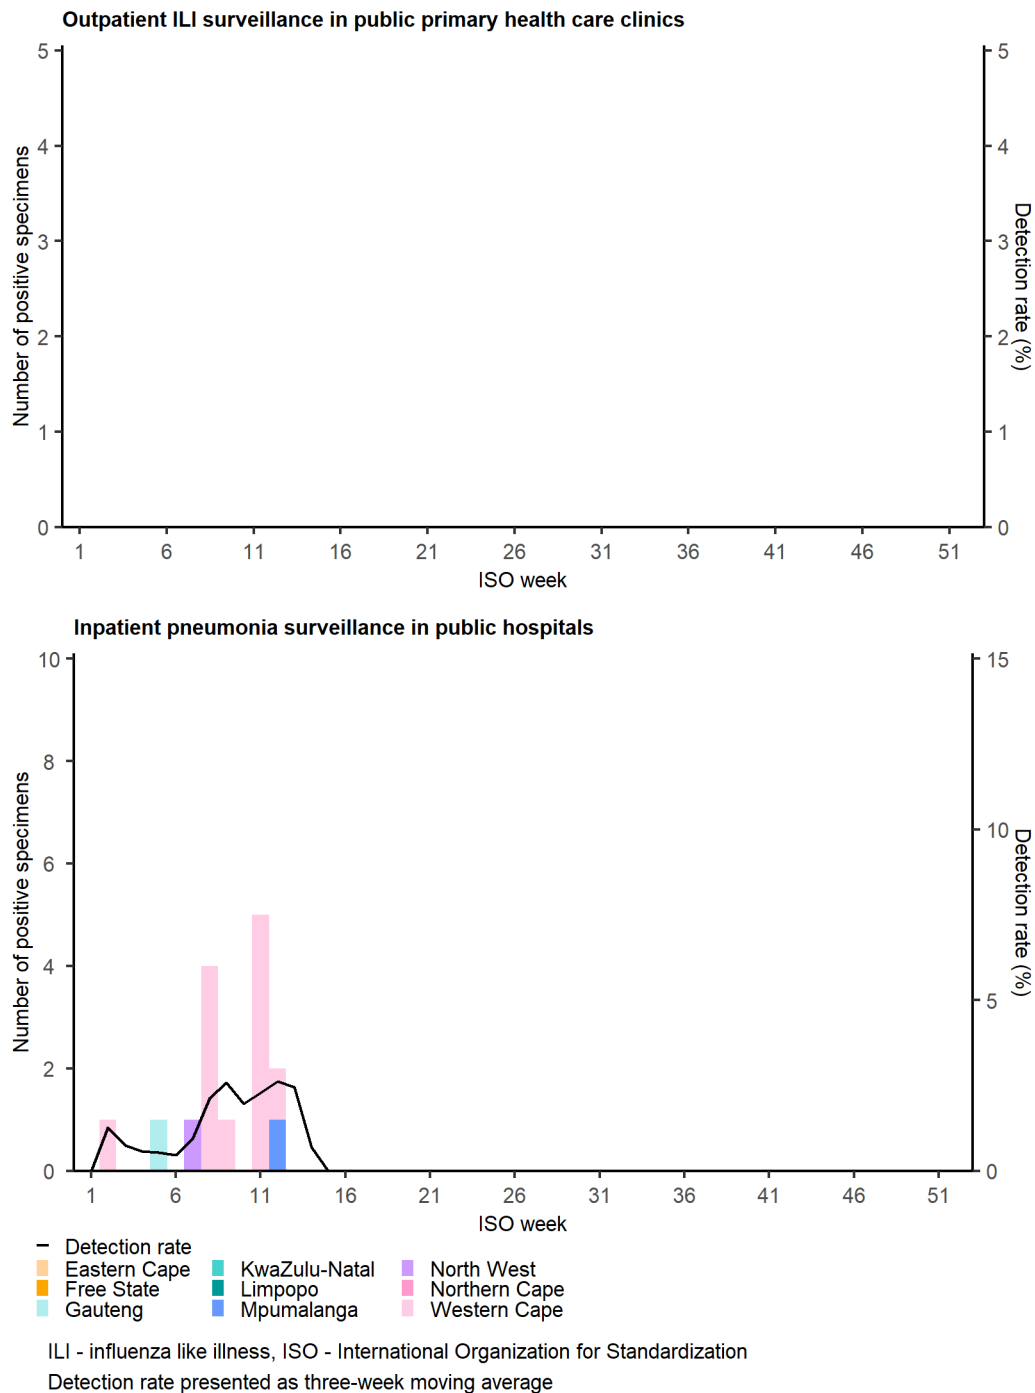 Outpatient ILI surveillance in public primary health care clinics
5
4
3
2
1
0
Number of positive specimens
5
4
3
2
1
0
Detection rate (%)
1 6 11 16 21 26 31 36 41 46 51
ISO week
Inpatient pneumonia surveillance in public hospitals
10
8
6
4
2
0
Number of positive specimens
15
10
5
0
Detection rate (%)
1 6 11 16 21 26 31 36 41 46 51
ISO week
Detection rate
Eastern Cape KwaZulu-Natal North West
Free State Limpopo Northern Cape
Gauteng Mpumalanga Western Cape
ILI - influenza like illness, ISO - International Organization for Standardization
Detection rate presented as three-week moving average